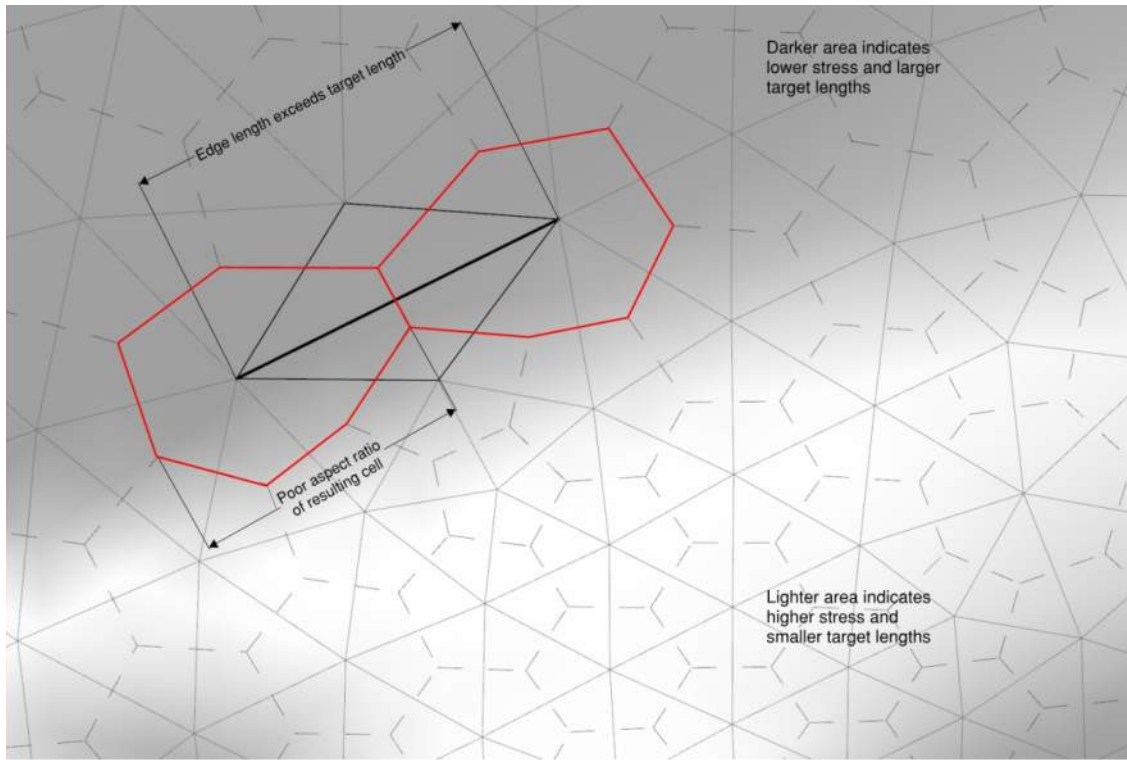 Edge length exceeds target length
Darker area indicates
lower stress and larger
target lengths
Poor aspect ratio
of resulting cell
Lighter area indicates
higher stress and
smaller target lengths